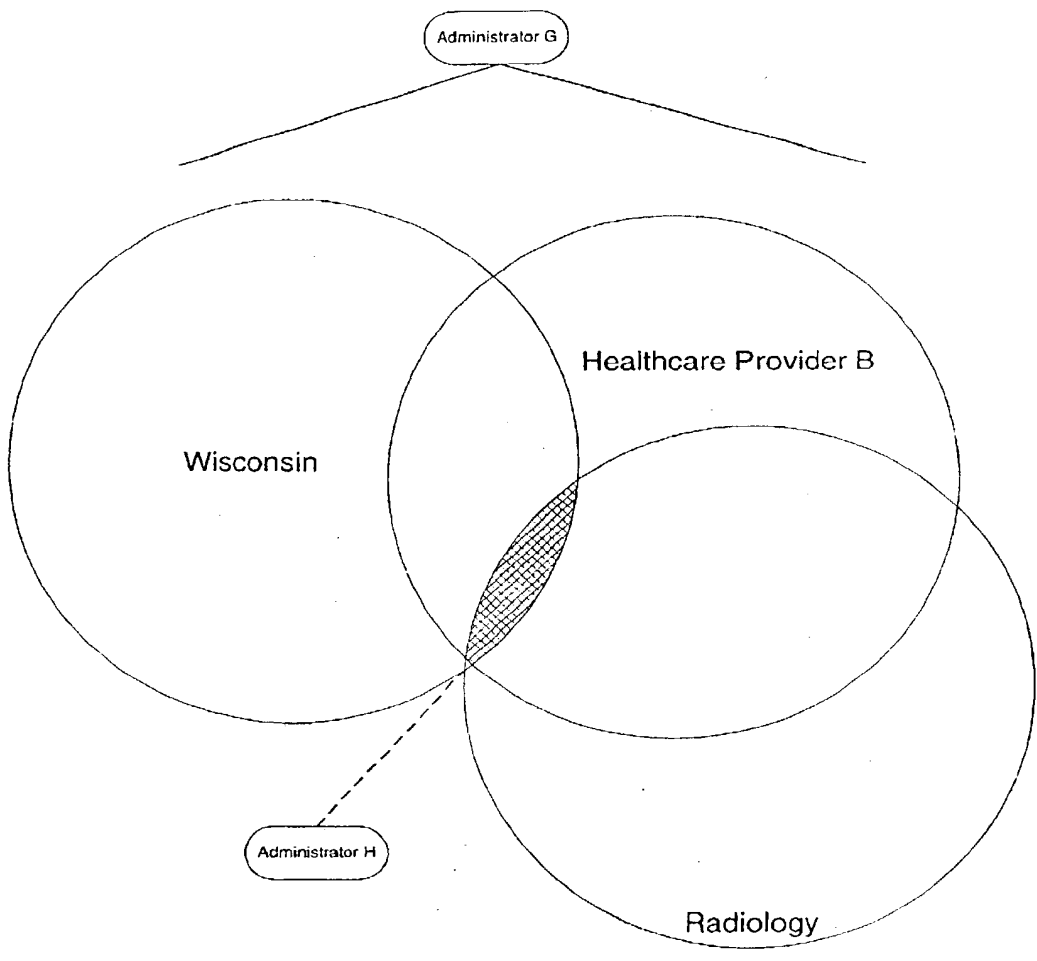 Administrator G
Healthcare Provider B
Wisconsin
Administrator H
Radiology